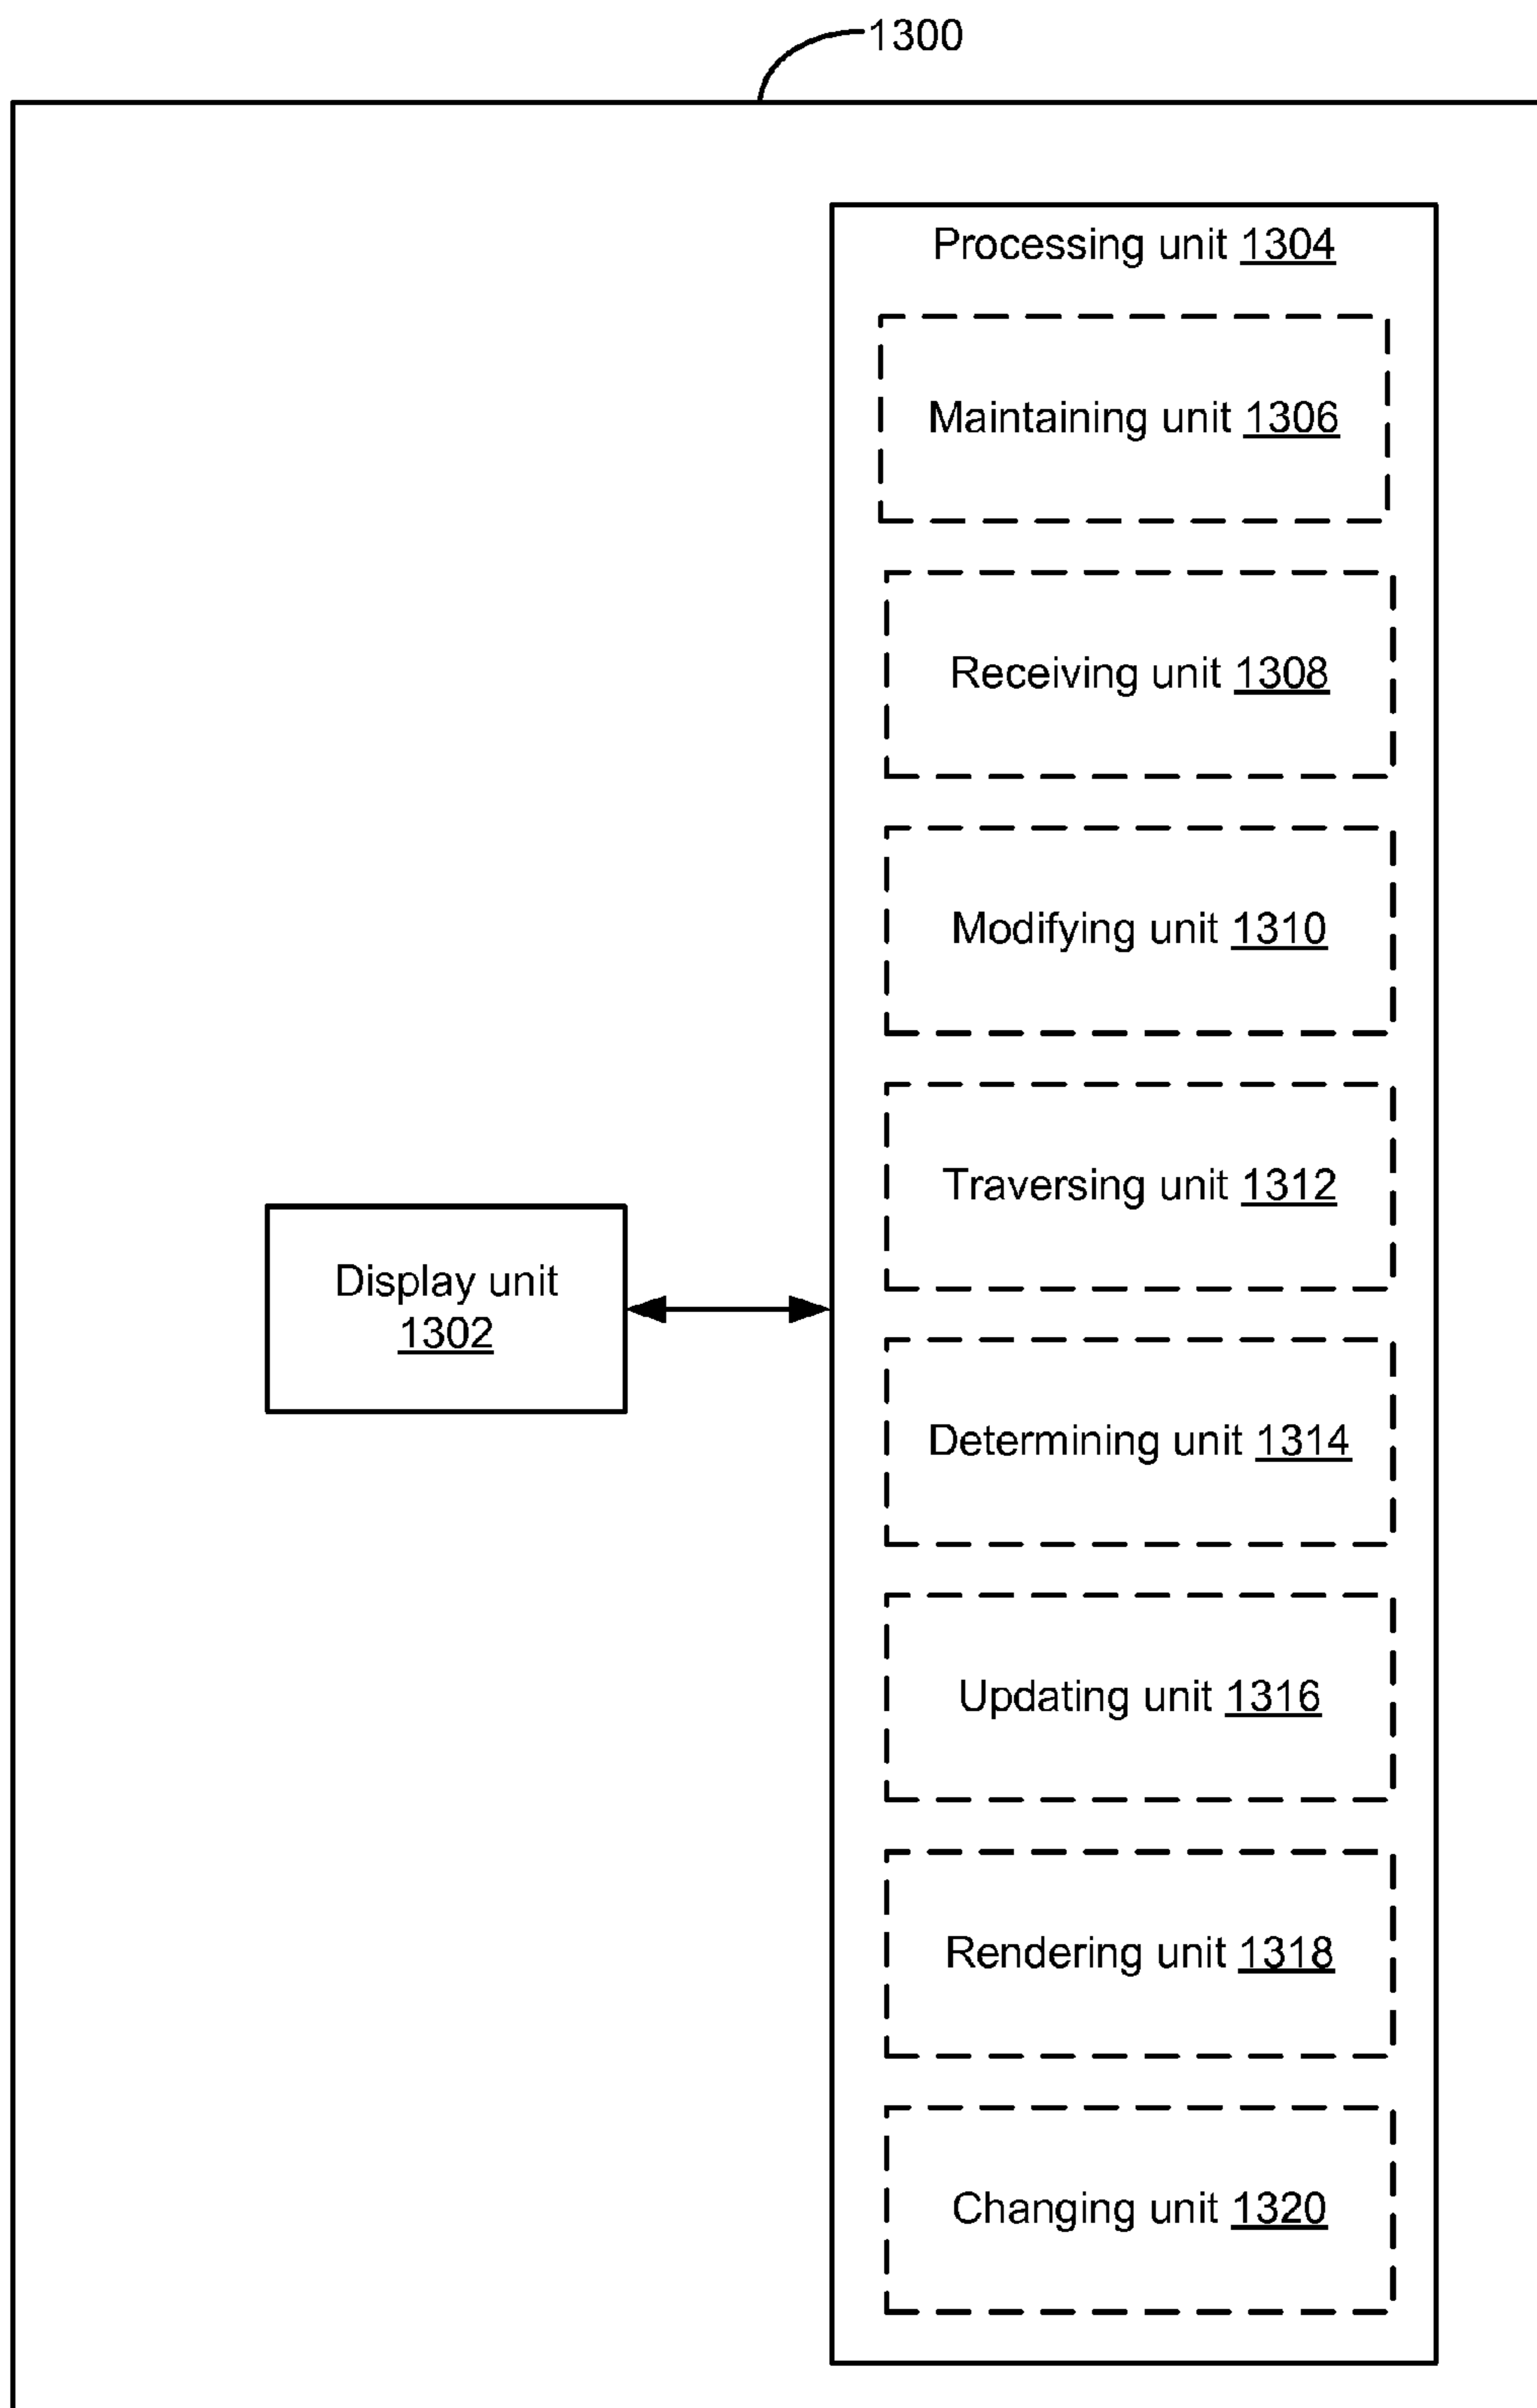 1300
Processing unit 1304
Maintaining unit 1306
Receiving unit 1308
Modifying unit 1310
Traversing unit 1312
Display unit
1302
Determining unit 1314
Updating unit 1316
Rendering unit 1318
Changing unit 1320